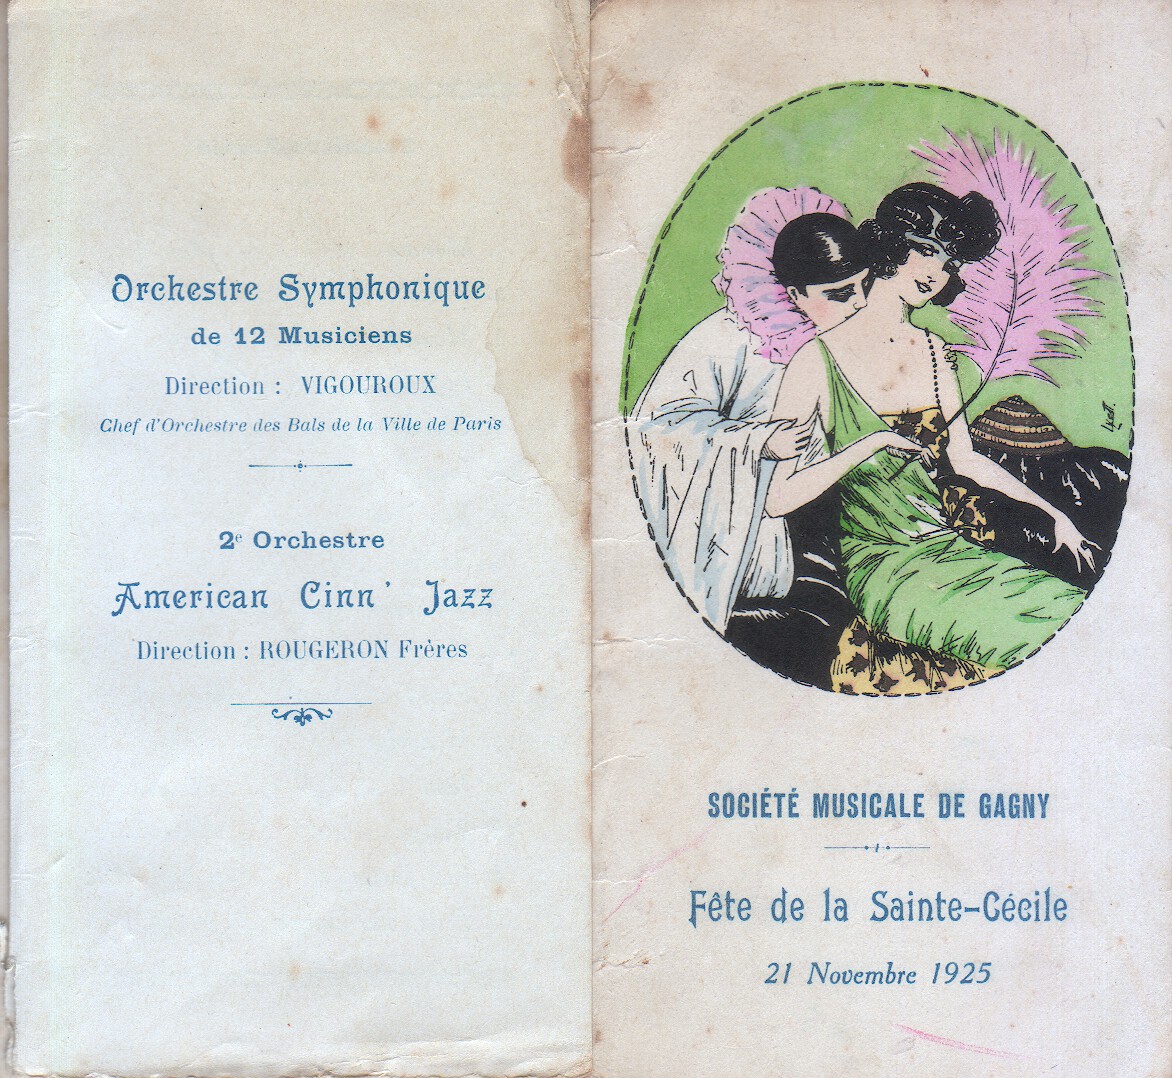 Orchestre Symphonique
de 12 Musiciens
Direction : VIGOUROUX
Chef d'Orchestre des Bals de la Ville de Paris
2e Orchestre
American Cinn' Jazz
Direction : ROUGERON Frères
SOCIÉTÉ MUSICALE DE GAGNY
Fête de la Sainte-Cécile
21 Novembre 1925